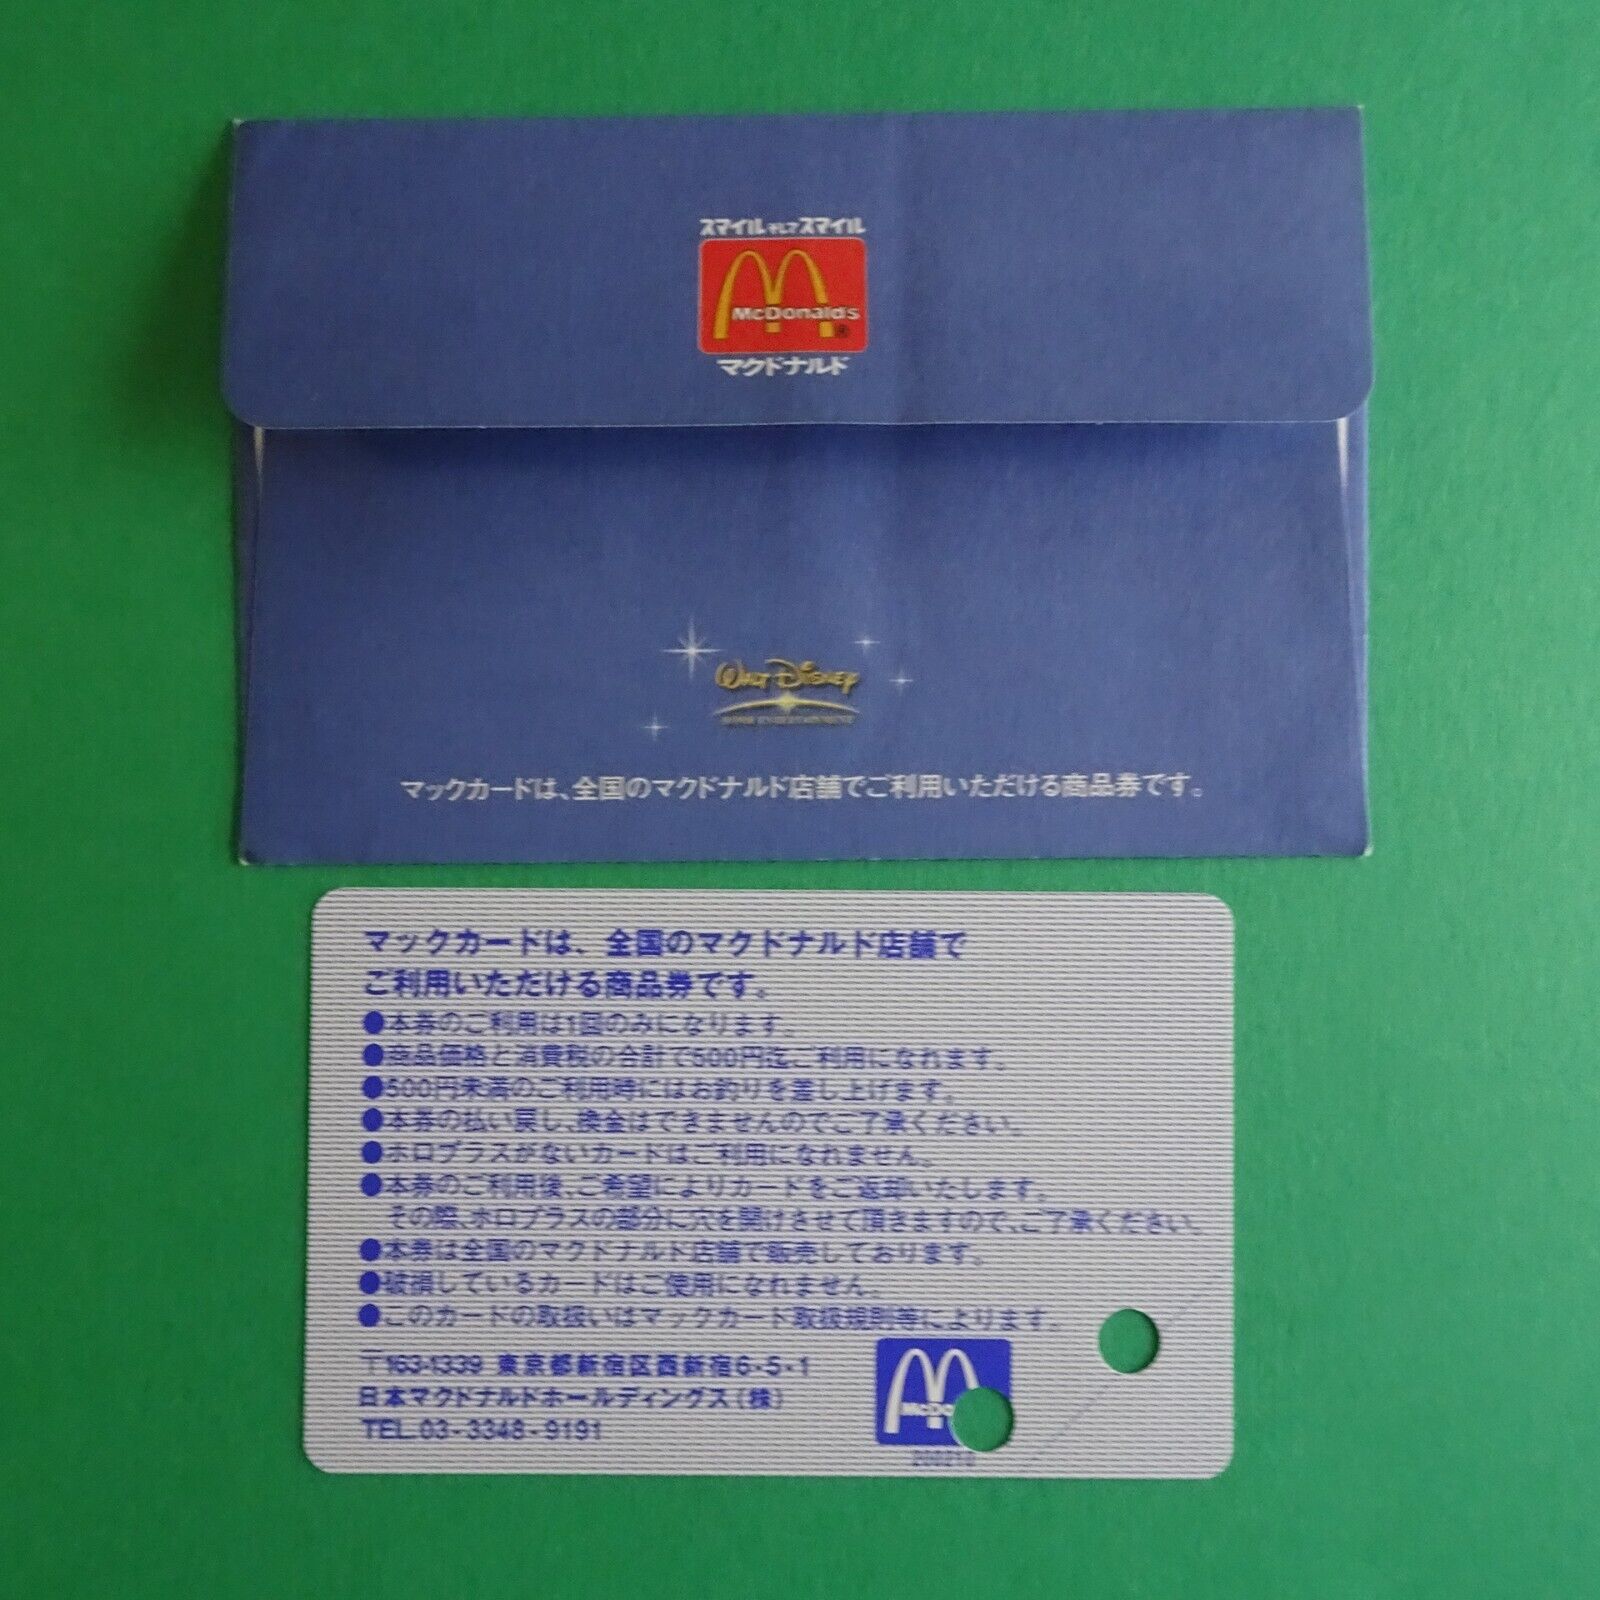 スマイルそしてスマイル
McDonald's
マクドナルド
WALT DISNEY
HOME ENTERTAINMENT
マックカードは、全国のマクドナルド店舗でご利用いただける商品券です。
マックカードは、全国のマクドナルド店舗で
ご利用いただける商品券です。
●本券のご利用は1回のみになります。
●商品価格と消費税の合計で500円迄、ご利用になれます。
●500円未満のご利用時にはお釣りを差し上げます。
●本券の払い戻し、換金はできませんのでご了承ください。
●ホロプラスがないカードはご利用になれません。
●本券のご利用後、ご希望によりカードをご返却いたします。
その際、ホロプラスの部分に穴を開けさせて頂きますので、ご了承ください。
●本券は全国のマクドナルド店舗で販売しております。
●破損しているカードはご使用になれません。
●このカードの取扱いはマックカード取扱規則等によります。
〒163-1339 東京都新宿区西新宿6-5-1
日本マクドナルドホールディングス(株)
TEL.03-3348-9191
McDo
200210